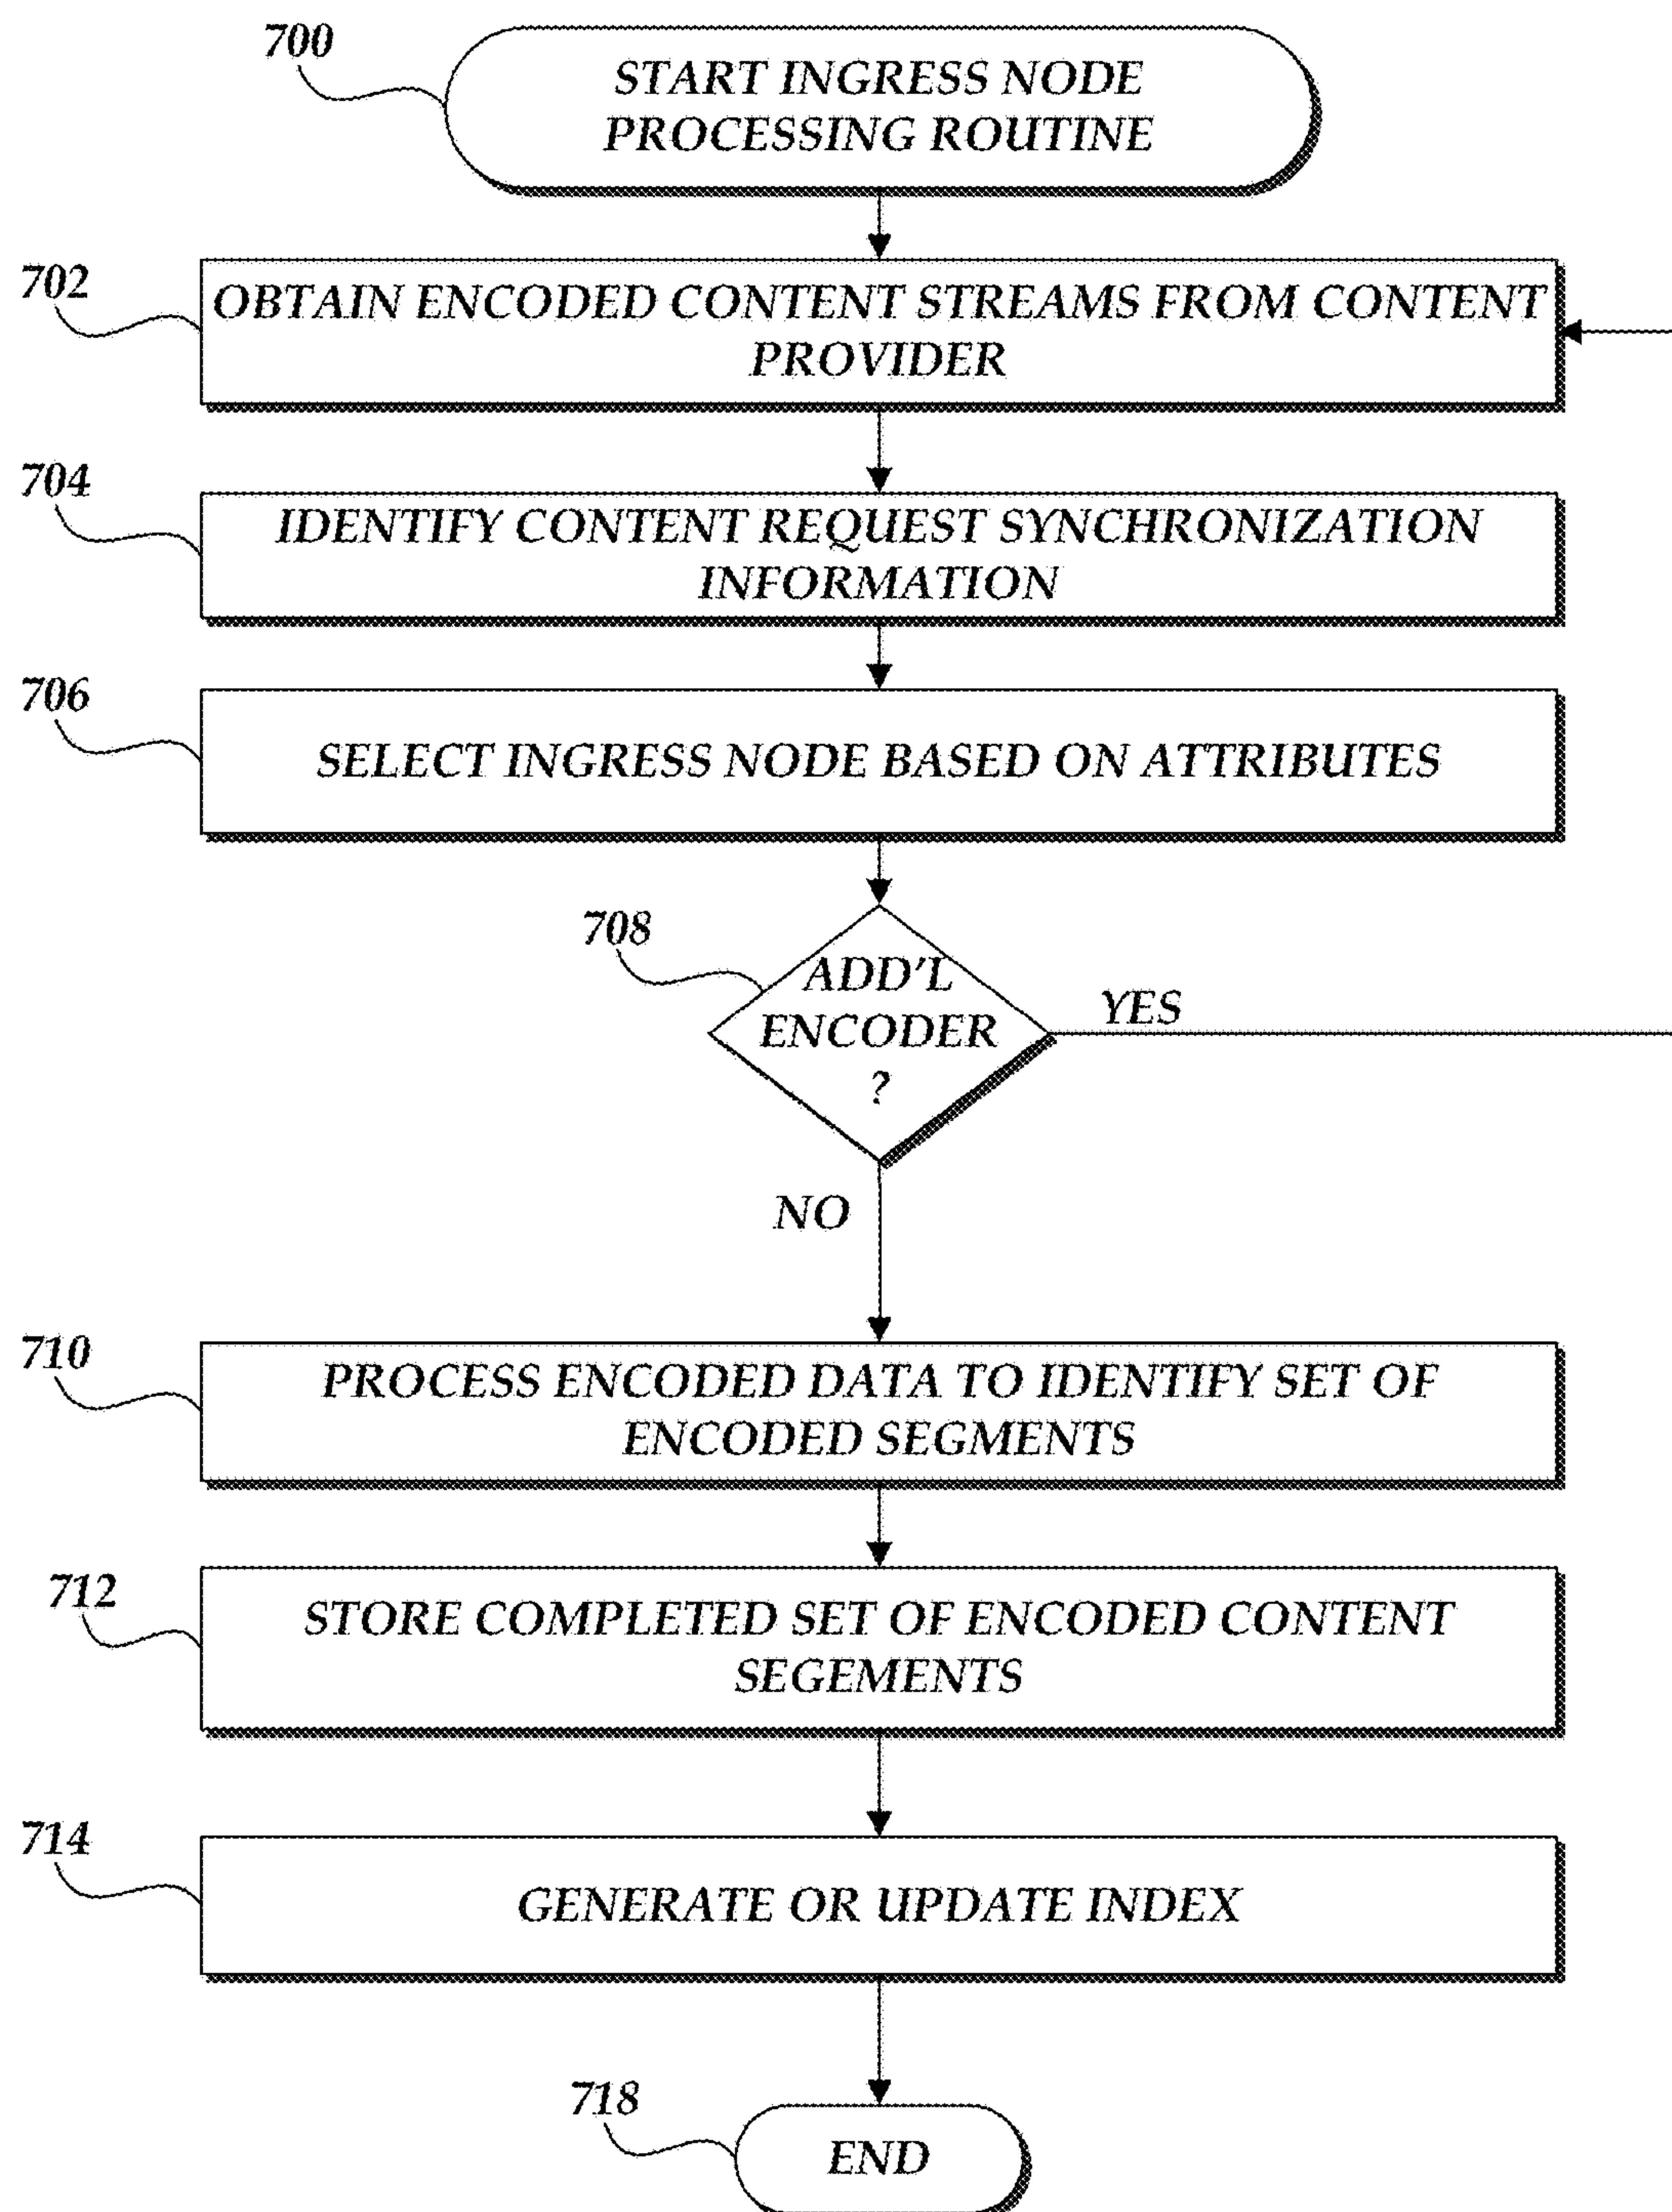 700
START INGRESS NODE
PROCESSING ROUTINE
702
OBTAIN ENCODED CONTENT STREAMS FROM CONTENT
PROVIDER
704
IDENTIFY CONTENT REQUEST SYNCHRONIZATION
INFORMATION
706
SELECT INGRESS NODE BASED ON ATTRIBUTES
708
ADD'L
ENCODER
?
YES
NO
710
PROCESS ENCODED DATA TO IDENTIFY SET OF
ENCODED SEGMENTS
712
STORE COMPLETED SET OF ENCODED CONTENT
SEGEMENTS
714
GENERATE OR UPDATE INDEX
718
END